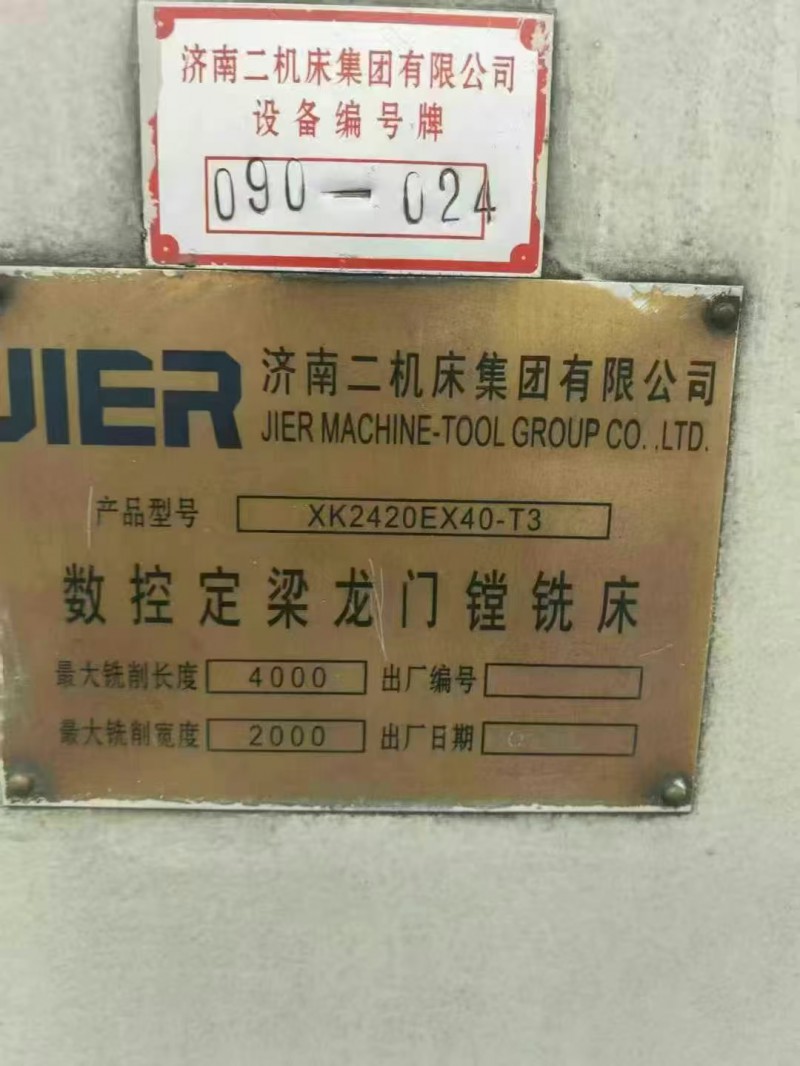 济南二机床集团有限公司
设备编号牌
090-024
JIER 济南二机床集团有限公司
JIER MACHINE-TOOL GROUP CO.,LTD.
产品型号 XK2420EX40-T3
数控定梁龙门镗铣床
最大铣削长度 4000 出厂编号
最大铣削宽度 2000 出厂日期